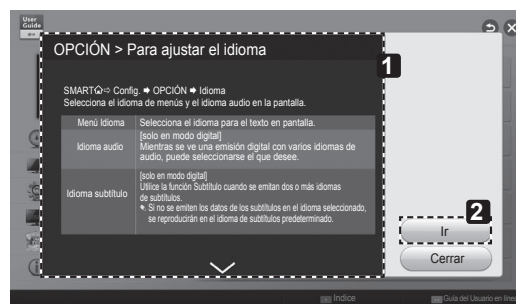 User
Guide
OPCIÓN > Para ajustar el idioma
1
SMART ⇨ Config. ➡ OPCIÓN ➡ Idioma
Selecciona el idioma de menús y el idioma audio en la pantalla.
Menú Idioma Selecciona el idioma para el texto en pantalla.
Idioma audio [solo en modo digital]
Mientras se ve una emisión digital con varios idiomas de
audio, puede seleccionarse el que desee.
Idioma subtítulo [solo en modo digital]
Utilice la función Subtítulo cuando se emitan dos o más idiomas
de subtítulos.
Si no se emiten los datos de los subtítulos en el idioma seleccionado,
se reproducirán en el idioma de subtítulos predeterminado.
2
Ir
Cerrar
Indice
Guía del Usuario en line